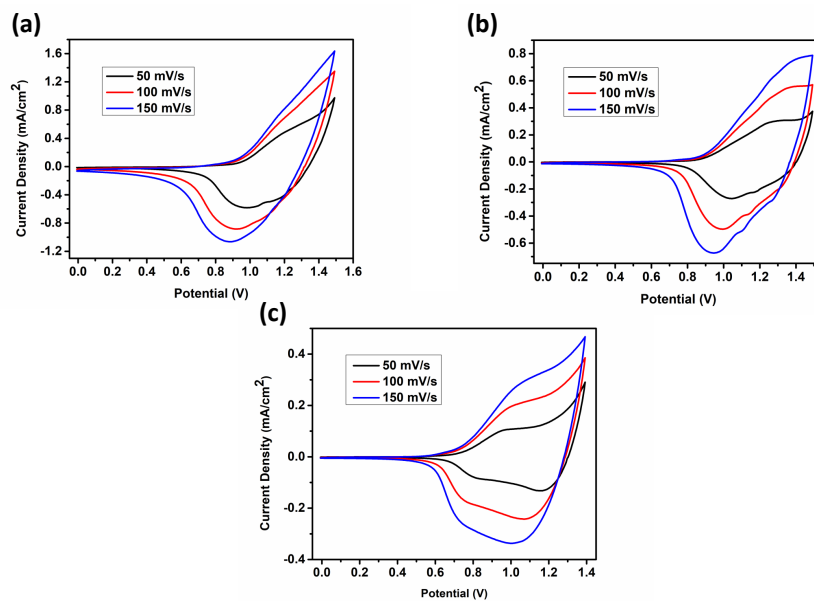 (a)
50 mV/s
100 mV/s
150 mV/s
Current Density (mA/cm²)
1.6
1.2
0.8
0.4
0.0
-0.4
-0.8
-1.2
0.0 0.2 0.4 0.6 0.8 1.0 1.2 1.4 1.6
Potential (V)
(b)
50 mV/s
100 mV/s
150 mV/s
Current Density (mA/cm²)
0.8
0.6
0.4
0.2
0.0
-0.2
-0.4
-0.6
0.0 0.2 0.4 0.6 0.8 1.0 1.2 1.4
Potential (V)
(c)
50 mV/s
100 mV/s
150 mV/s
Current Density (mA/cm²)
0.4
0.2
0.0
-0.2
-0.4
0.0 0.2 0.4 0.6 0.8 1.0 1.2 1.4
Potential (V)